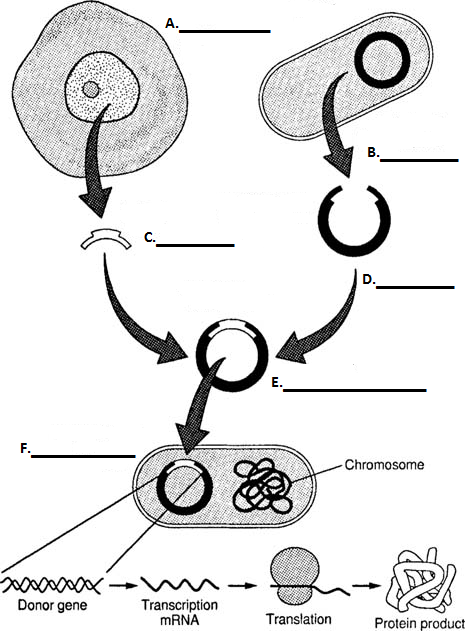 A.
B.
C.
D.
E.
F.
Chromosome
Donor gene
Transcription
mRNA
Translation
Protein product